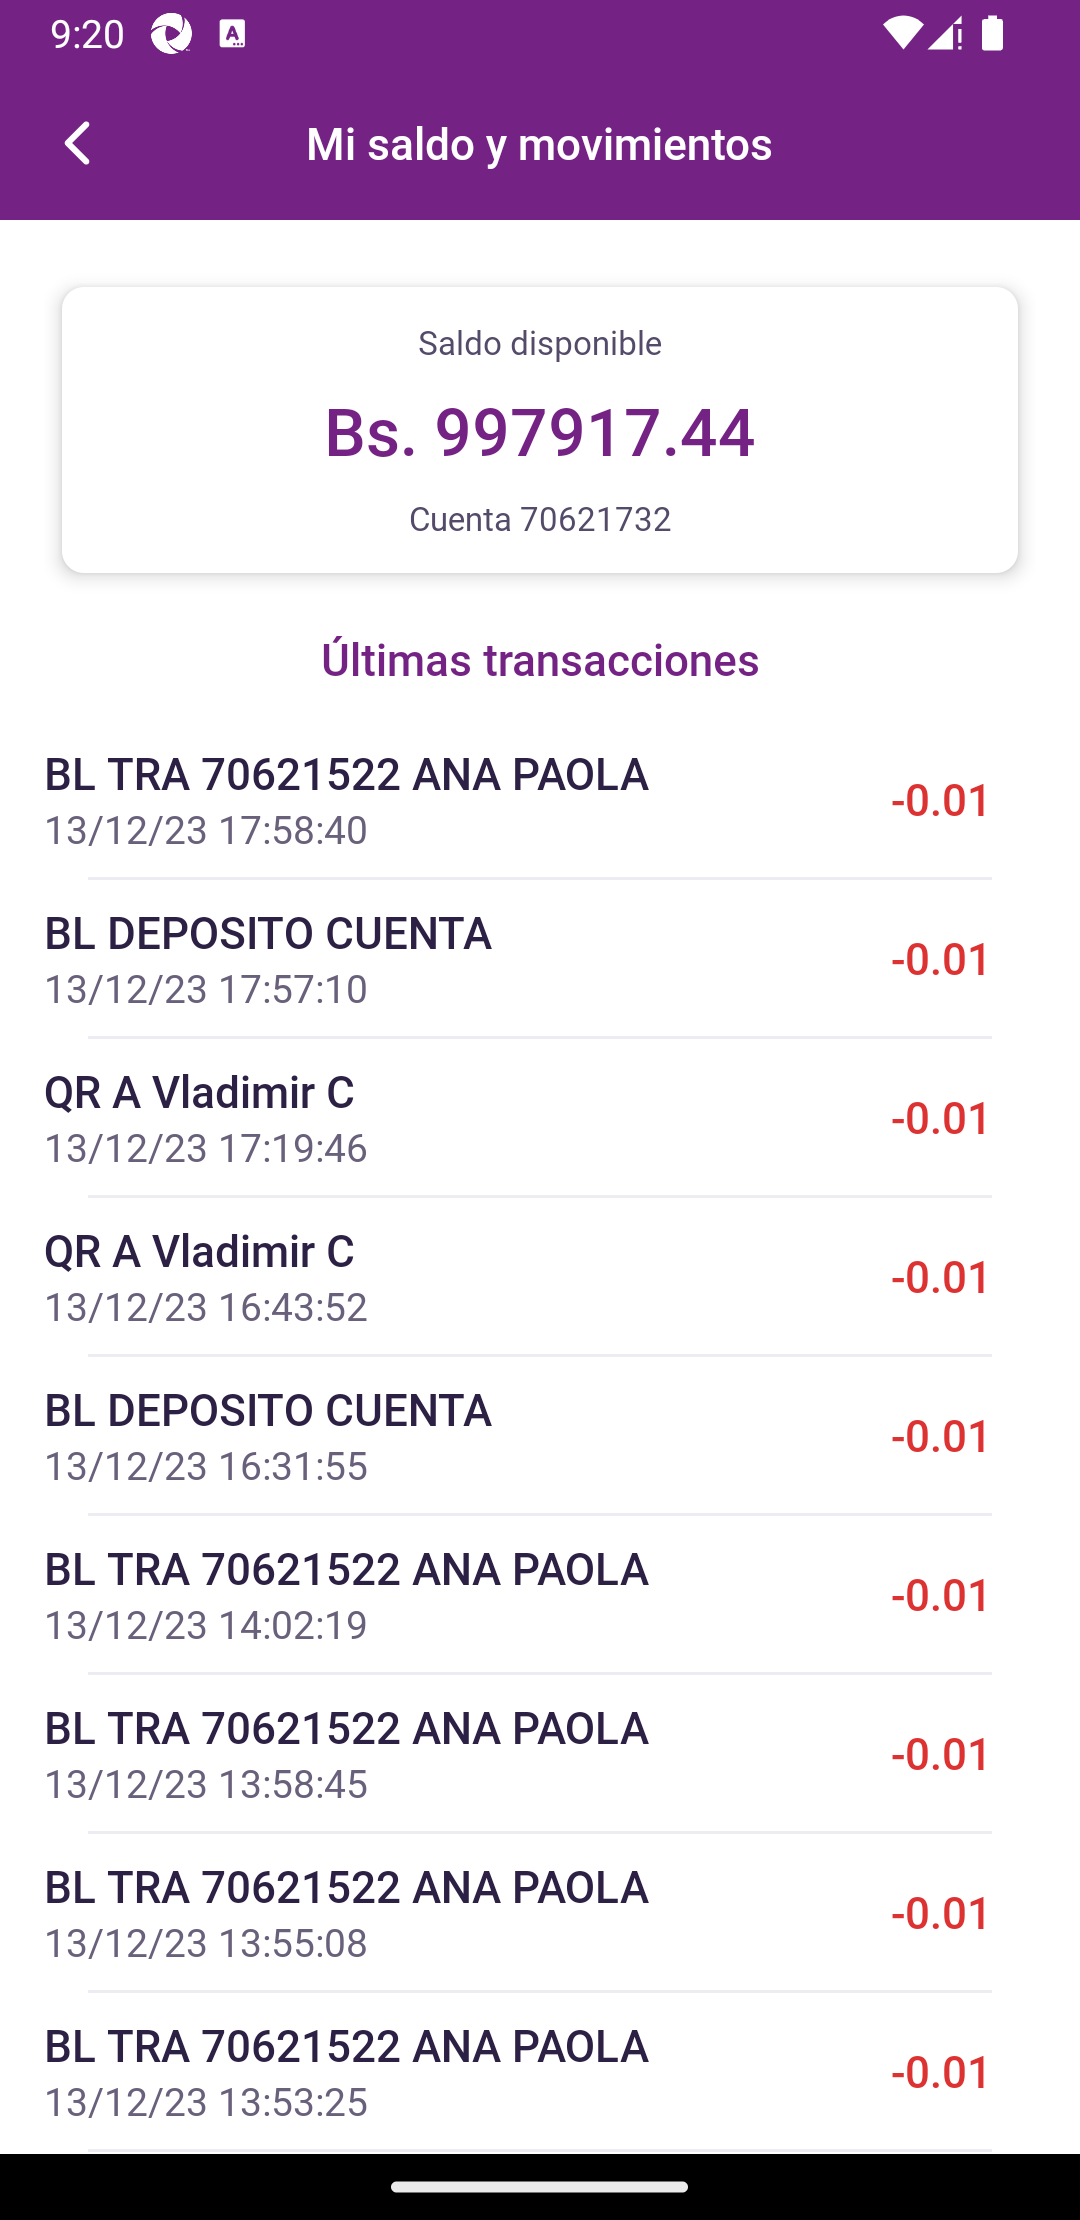 9:20
Mi saldo y movimientos
Saldo disponible
Bs. 997917.44
Cuenta 70621732
Últimas transacciones
BL TRA 70621522 ANA PAOLA
13/12/23 17:58:40
-0.01
BL DEPOSITO CUENTA
13/12/23 17:57:10
-0.01
QR A Vladimir C
13/12/23 17:19:46
-0.01
QR A Vladimir C
13/12/23 16:43:52
-0.01
BL DEPOSITO CUENTA
13/12/23 16:31:55
-0.01
BL TRA 70621522 ANA PAOLA
13/12/23 14:02:19
-0.01
BL TRA 70621522 ANA PAOLA
13/12/23 13:58:45
-0.01
BL TRA 70621522 ANA PAOLA
13/12/23 13:55:08
-0.01
BL TRA 70621522 ANA PAOLA
13/12/23 13:53:25
-0.01